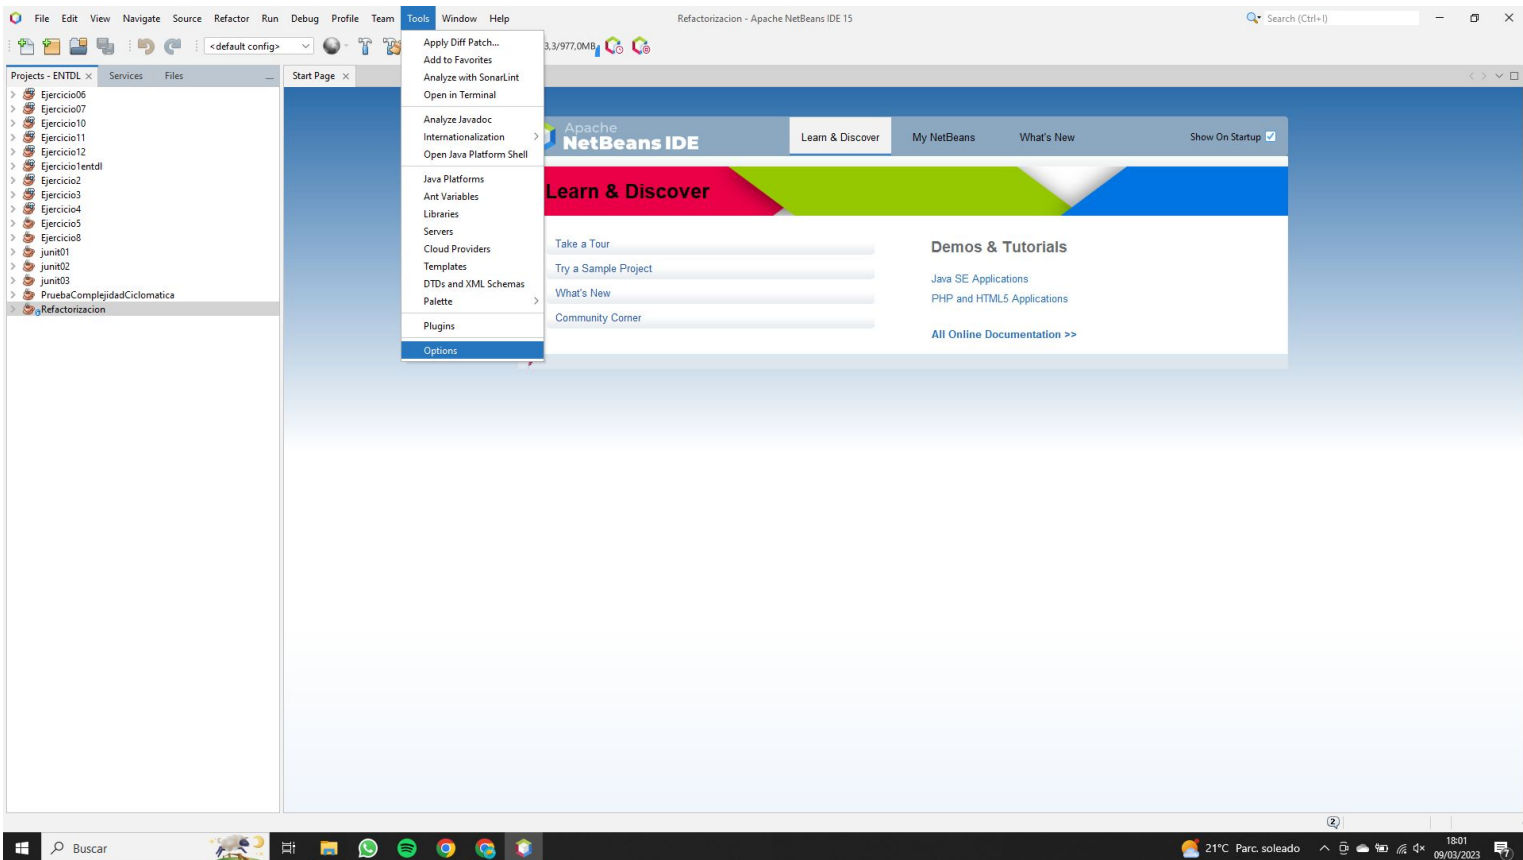 File Edit View Navigate Source Refactor Run Debug Profile Team Tools Window Help
Refactorizacion - Apache NetBeans IDE 15
Search (Ctrl+I)
<default config>
3,3/977,0MB
Projects - ENTDL
Services
Files
Start Page
Ejercicio06
Ejercicio07
Ejercicio10
Ejercicio11
Ejercicio12
Ejercicio1entdl
Ejercicio2
Ejercicio3
Ejercicio4
Ejercicio5
Ejercicio8
junit01
junit02
junit03
PruebaComplejidadCiclomatica
Refactorizacion
Apply Diff Patch...
Add to Favorites
Analyze with SonarLint
Open in Terminal
Analyze Javadoc
Internationalization
Open Java Platform Shell
Java Platforms
Ant Variables
Libraries
Servers
Cloud Providers
Templates
DTDs and XML Schemas
Palette
Plugins
Options
Apache
NetBeans IDE
Learn & Discover
My NetBeans
What's New
Show On Startup
Learn & Discover
Take a Tour
Try a Sample Project
What's New
Community Corner
Demos & Tutorials
Java SE Applications
PHP and HTML5 Applications
All Online Documentation >>
2
Buscar
21°C Parc. soleado
18:01
09/03/2023
7